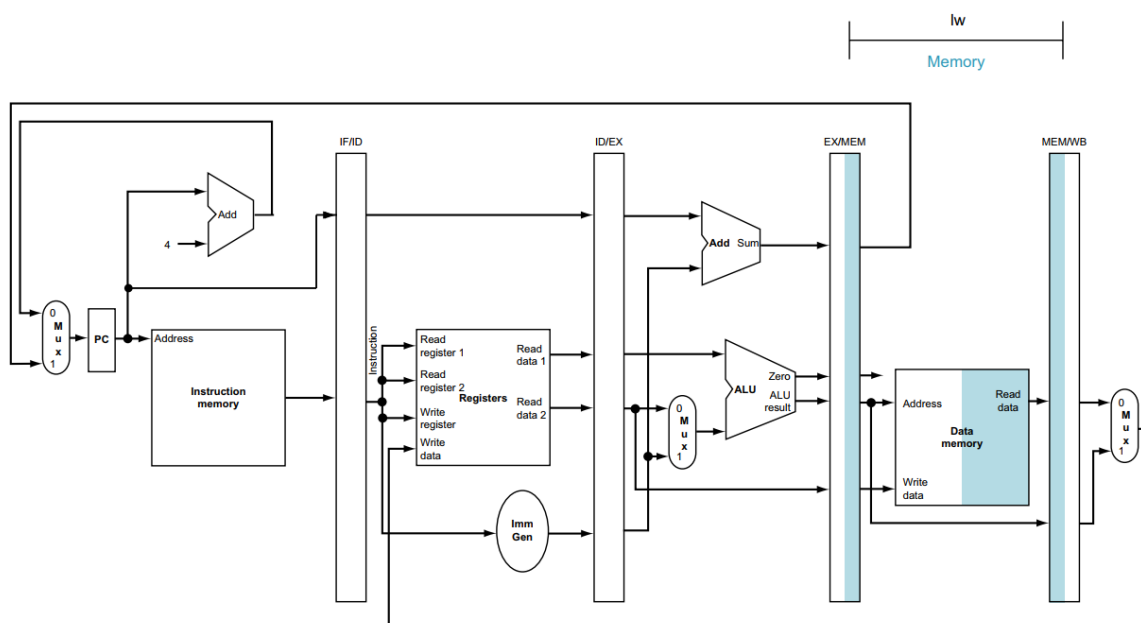 lw
Memory
IF/ID
ID/EX
EX/MEM
MEM/WB
Add
4
Add Sum
0
M
u
x
1
PC
Address
Instruction
memory
Instruction
Read
register 1
Read
register 2
Write
register
Write
data
Registers
Read
data 1
Read
data 2
Imm
Gen
0
M
u
x
1
ALU
Zero
ALU
result
Address
Write
data
Data
memory
Read
data
0
M
u
x
1